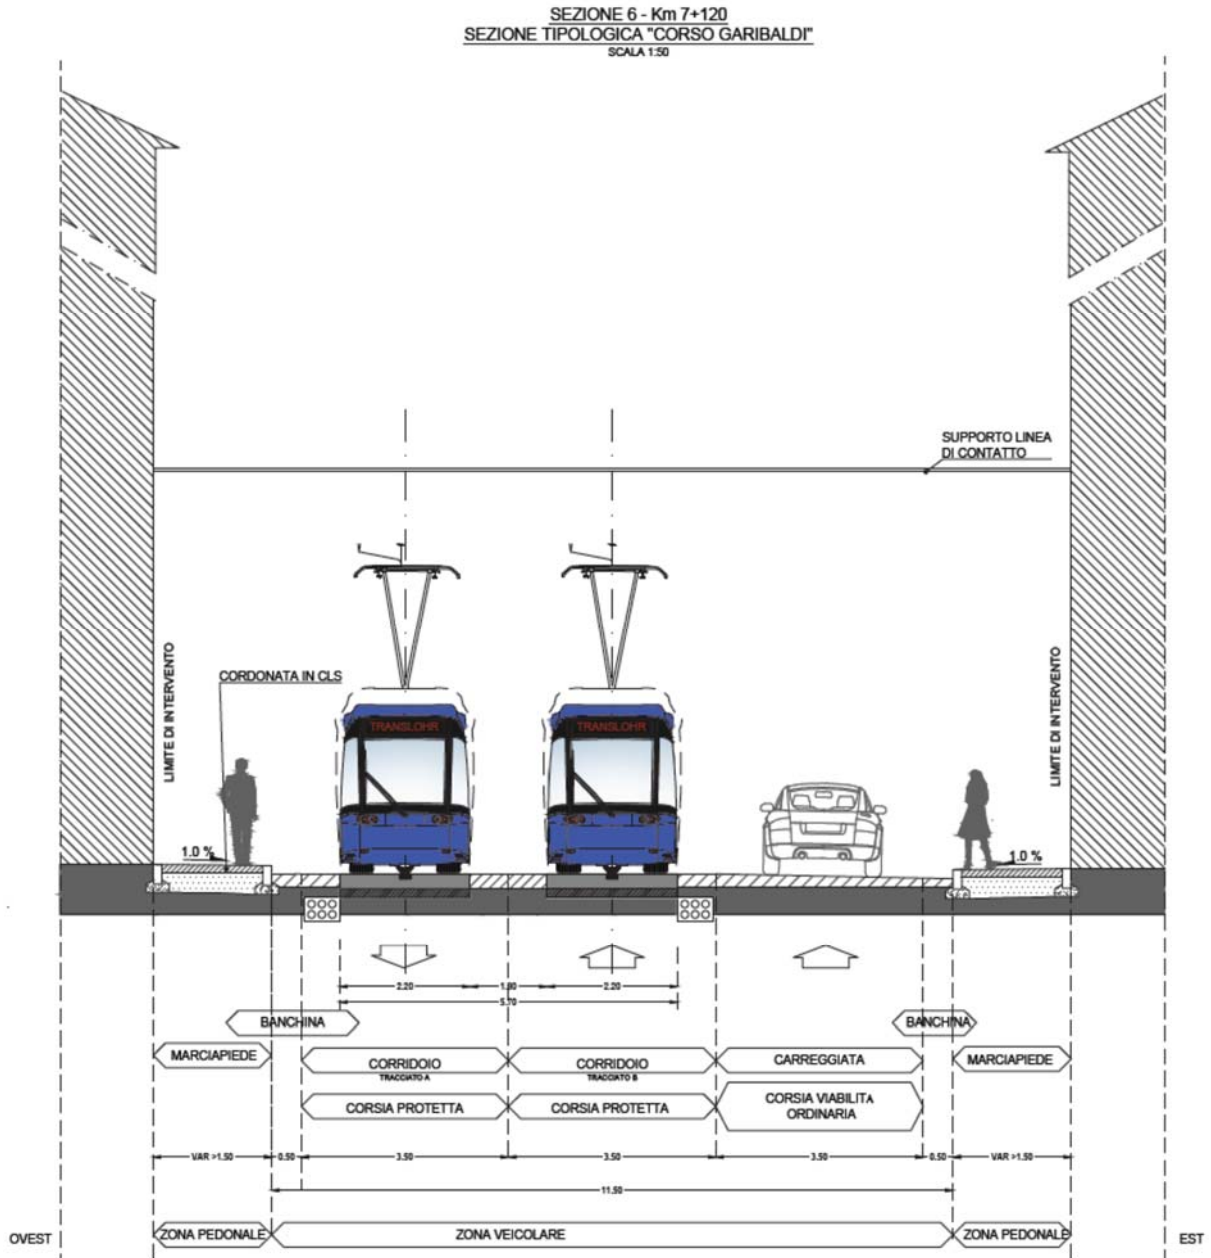 SEZIONE 6 - Km 7+120
SEZIONE TIPOLOGICA "CORSO GARIBALDI"
SCALA 1:50
SUPPORTO LINEA
DI CONTATTO
LIMITE DI INTERVENTO
CORDONATA IN CLS
LIMITE DI INTERVENTO
TRANSLOHR
TRANSLOHR
1.0 %
1.0 %
2.20
1.30
2.20
5.70
BANCHINA
BANCHINA
MARCIAPIEDE
CORRIDOIO
TRACCIATO A
CORRIDOIO
TRACCIATO B
CARREGGIATA
MARCIAPIEDE
CORSIA PROTETTA
CORSIA PROTETTA
CORSIA VIABILITA
ORDINARIA
VAR >1.50
0.50
3.50
3.50
3.50
0.50
VAR >1.50
11.50
OVEST
ZONA PEDONALE
ZONA VEICOLARE
ZONA PEDONALE
EST